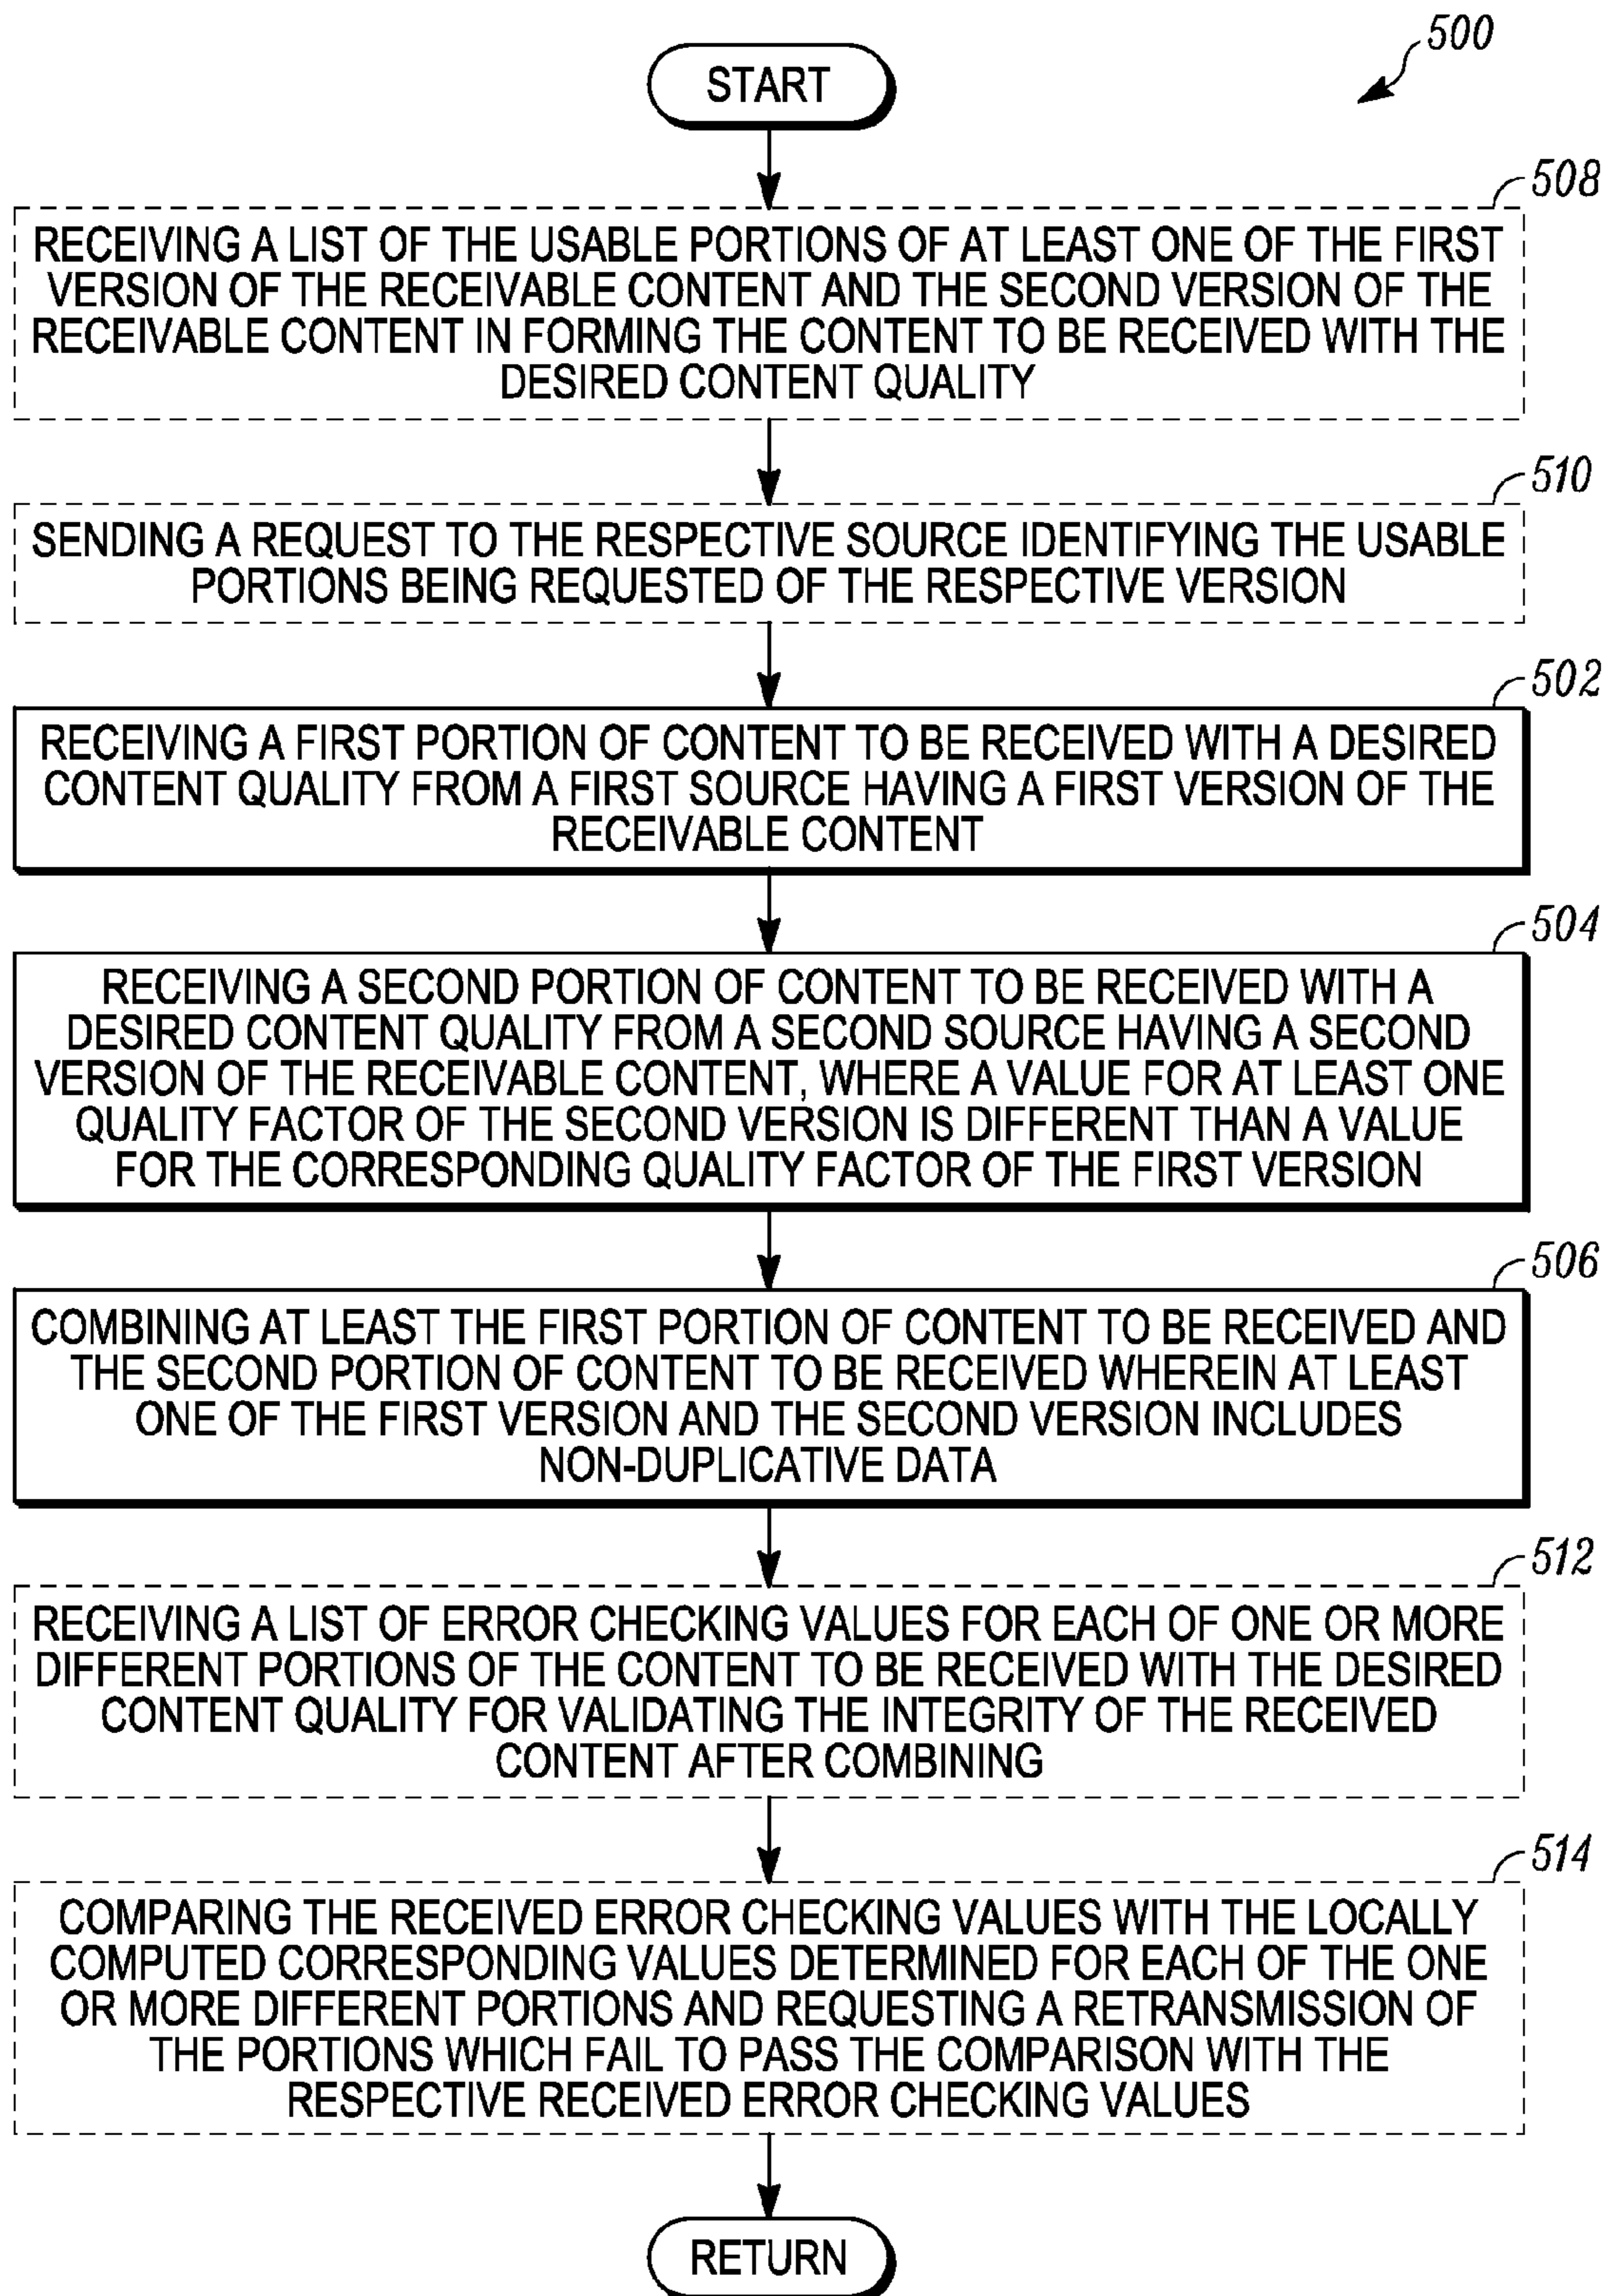 500
START
508
RECEIVING A LIST OF THE USABLE PORTIONS OF AT LEAST ONE OF THE FIRST
VERSION OF THE RECEIVABLE CONTENT AND THE SECOND VERSION OF THE
RECEIVABLE CONTENT IN FORMING THE CONTENT TO BE RECEIVED WITH THE
DESIRED CONTENT QUALITY
510
SENDING A REQUEST TO THE RESPECTIVE SOURCE IDENTIFYING THE USABLE
PORTIONS BEING REQUESTED OF THE RESPECTIVE VERSION
502
RECEIVING A FIRST PORTION OF CONTENT TO BE RECEIVED WITH A DESIRED
CONTENT QUALITY FROM A FIRST SOURCE HAVING A FIRST VERSION OF THE
RECEIVABLE CONTENT
504
RECEIVING A SECOND PORTION OF CONTENT TO BE RECEIVED WITH A
DESIRED CONTENT QUALITY FROM A SECOND SOURCE HAVING A SECOND
VERSION OF THE RECEIVABLE CONTENT, WHERE A VALUE FOR AT LEAST ONE
QUALITY FACTOR OF THE SECOND VERSION IS DIFFERENT THAN A VALUE
FOR THE CORRESPONDING QUALITY FACTOR OF THE FIRST VERSION
506
COMBINING AT LEAST THE FIRST PORTION OF CONTENT TO BE RECEIVED AND
THE SECOND PORTION OF CONTENT TO BE RECEIVED WHEREIN AT LEAST
ONE OF THE FIRST VERSION AND THE SECOND VERSION INCLUDES
NON-DUPLICATIVE DATA
512
RECEIVING A LIST OF ERROR CHECKING VALUES FOR EACH OF ONE OR MORE
DIFFERENT PORTIONS OF THE CONTENT TO BE RECEIVED WITH THE DESIRED
CONTENT QUALITY FOR VALIDATING THE INTEGRITY OF THE RECEIVED
CONTENT AFTER COMBINING
514
COMPARING THE RECEIVED ERROR CHECKING VALUES WITH THE LOCALLY
COMPUTED CORRESPONDING VALUES DETERMINED FOR EACH OF THE ONE
OR MORE DIFFERENT PORTIONS AND REQUESTING A RETRANSMISSION OF
THE PORTIONS WHICH FAIL TO PASS THE COMPARISON WITH THE
RESPECTIVE RECEIVED ERROR CHECKING VALUES
RETURN